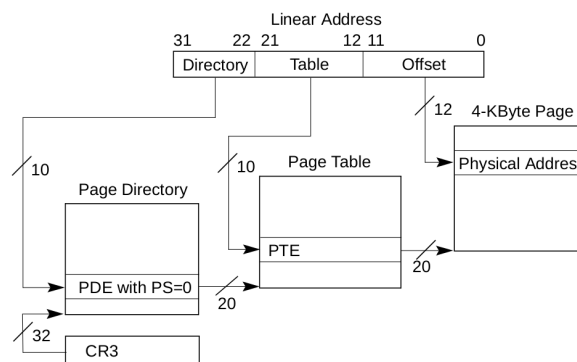 Linear Address
31 22 21 12 11 0
Directory Table Offset
12
4-KByte Page
10
10
Page Table
Physical Addres
Page Directory
PTE
20
PDE with PS=0
20
32
CR3